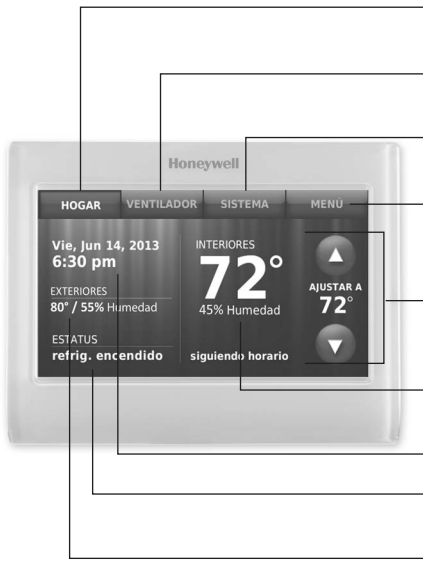 Honeywell
HOGAR VENTILADOR SISTEMA MENÚ
Vie, Jun 14, 2013
6:30 pm
EXTERIORES
80° / 55% Humedad
ESTATUS
refrig. encendido
INTERIORES
72°
45% Humedad
siguiendo horario
AJUSTAR A
72°